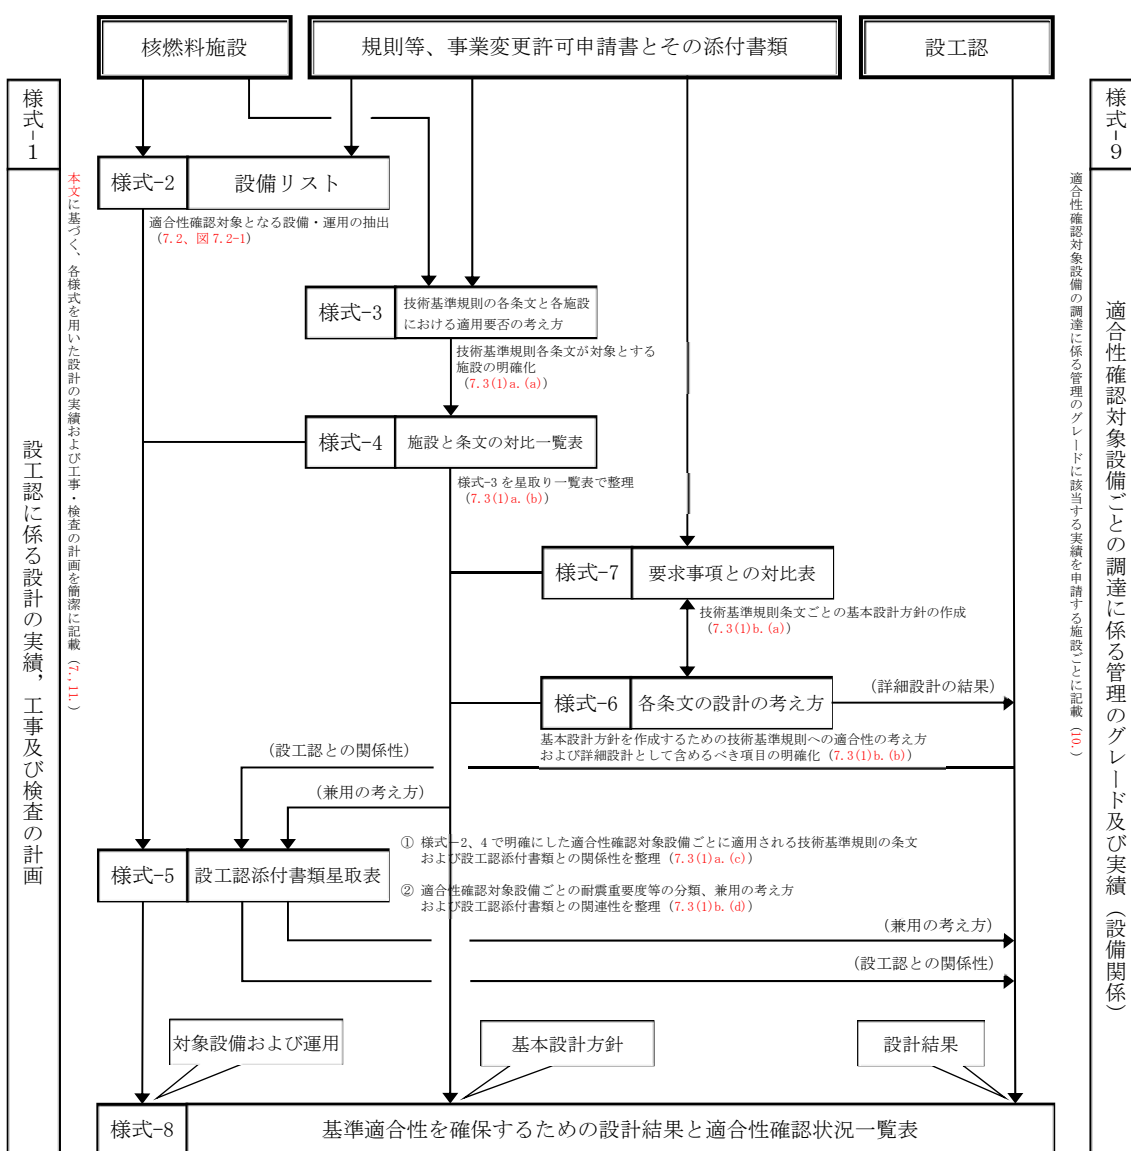 核燃料施設
規則等、事業変更許可申請書とその添付書類
設工認
様式-1
設工認に係る設計の実績，工事及び検査の計画
本文に基づく、各様式を用いた設計の実績および工事・検査の計画を簡潔に記載（7.，11.）
様式-2
設備リスト
適合性確認対象となる設備・運用の抽出
（7.2、図 7.2-1）
様式-3
技術基準規則の各条文と各施設
における適用要否の考え方
技術基準規則各条文が対象とする
施設の明確化
（7.3(1)a.(a)）
様式-4
施設と条文の対比一覧表
様式-3 を星取り一覧表で整理
（7.3(1)a.(b)）
様式-7
要求事項との対比表
技術基準規則条文ごとの基本設計方針の作成
（7.3(1)b.(a)）
様式-6
各条文の設計の考え方
（詳細設計の結果）
基本設計方針を作成するための技術基準規則への適合性の考え方
および詳細設計として含めるべき項目の明確化（7.3(1)b.(b)）
（設工認との関係性）
（兼用の考え方）
様式-5
設工認添付書類星取表
① 様式－2、4 で明確にした適合性確認対象設備ごとに適用される技術基準規則の条文
および設工認添付書類との関係性を整理（7.3(1)a.(c)）
② 適合性確認対象設備ごとの耐震重要度等の分類、兼用の考え方
および設工認添付書類との関連性を整理（7.3(1)b.(d)）
（兼用の考え方）
（設工認との関係性）
対象設備および運用
基本設計方針
設計結果
様式-8
基準適合性を確保するための設計結果と適合性確認状況一覧表
適合性確認対象設備の調達に係る管理のグレードに該当する実績を申請する施設ごとに記載（10.）
様式-9
適合性確認対象設備ごとの調達に係る管理のグレード及び実績（設備関係）